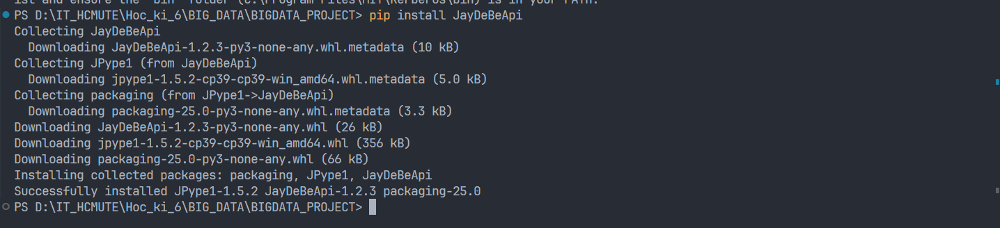 ist and ensure the 'bin' folder (C:\Program Files\MIT\Kerberos\bin) is in your PATH.
PS D:\IT_HCMUTE\Hoc_ki_6\BIG_DATA\BIGDATA_PROJECT> pip install JayDeBeApi
Collecting JayDeBeApi
  Downloading JayDeBeApi-1.2.3-py3-none-any.whl.metadata (10 kB)
Collecting JPype1 (from JayDeBeApi)
  Downloading jpype1-1.5.2-cp39-cp39-win_amd64.whl.metadata (5.0 kB)
Collecting packaging (from JPype1->JayDeBeApi)
  Downloading packaging-25.0-py3-none-any.whl.metadata (3.3 kB)
Downloading JayDeBeApi-1.2.3-py3-none-any.whl (26 kB)
Downloading jpype1-1.5.2-cp39-cp39-win_amd64.whl (356 kB)
Downloading packaging-25.0-py3-none-any.whl (66 kB)
Installing collected packages: packaging, JPype1, JayDeBeApi
Successfully installed JPype1-1.5.2 JayDeBeApi-1.2.3 packaging-25.0
PS D:\IT_HCMUTE\Hoc_ki_6\BIG_DATA\BIGDATA_PROJECT>